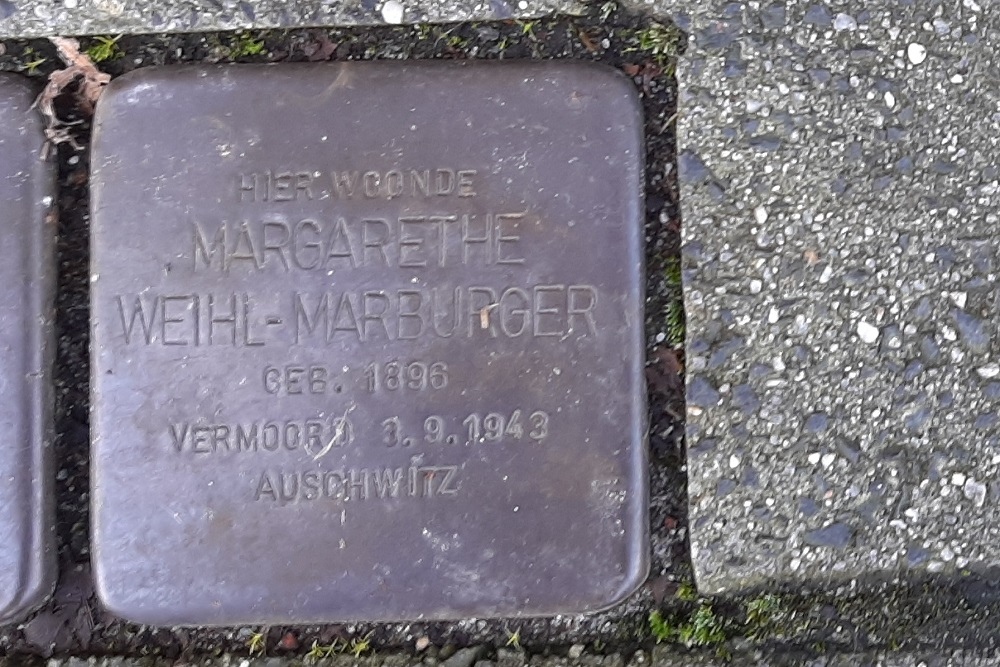 HIER WOONDE
MARGARETHE
WEIHL-MARBURGER
GEB. 1896
VERMOORD 3.9.1943
AUSCHWITZ